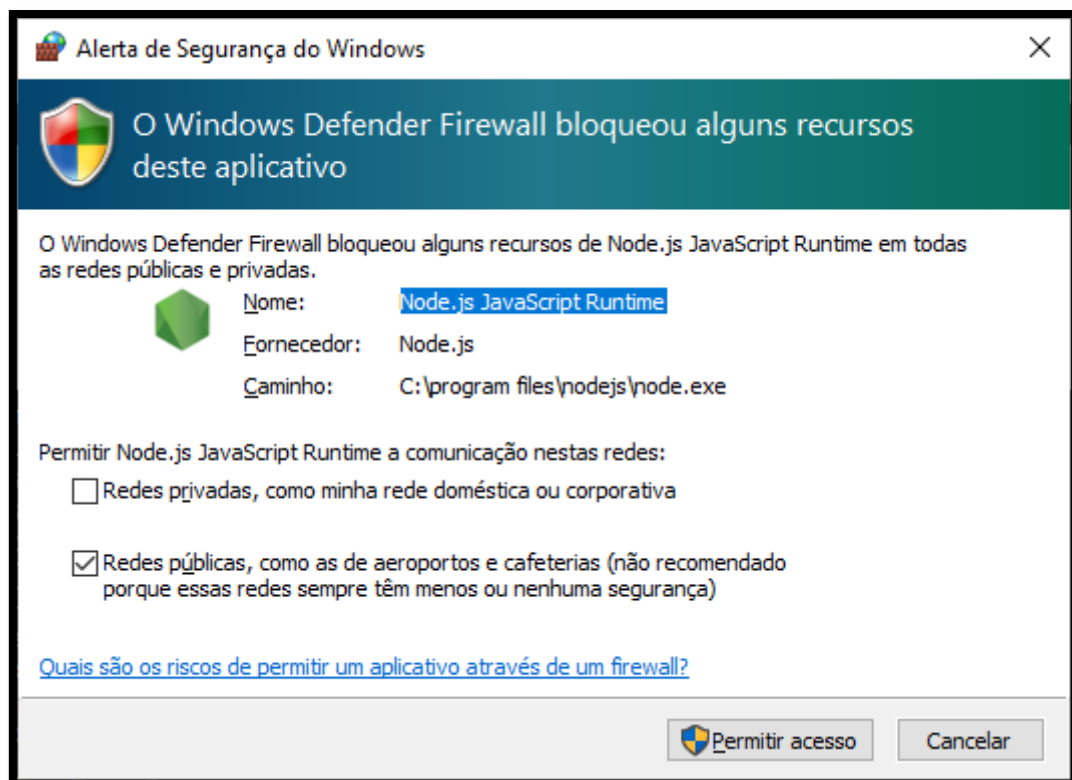 Alerta de Segurança do Windows
O Windows Defender Firewall bloqueou alguns recursos
deste aplicativo
O Windows Defender Firewall bloqueou alguns recursos de Node.js JavaScript Runtime em todas
as redes públicas e privadas.
Nome: Node.js JavaScript Runtime
Fornecedor: Node.js
Caminho: C:\program files\nodejs\node.exe
Permitir Node.js JavaScript Runtime a comunicação nestas redes:
Redes privadas, como minha rede doméstica ou corporativa
Redes públicas, como as de aeroportos e cafeterias (não recomendado
porque essas redes sempre têm menos ou nenhuma segurança)
Quais são os riscos de permitir um aplicativo através de um firewall?
Permitir acesso Cancelar